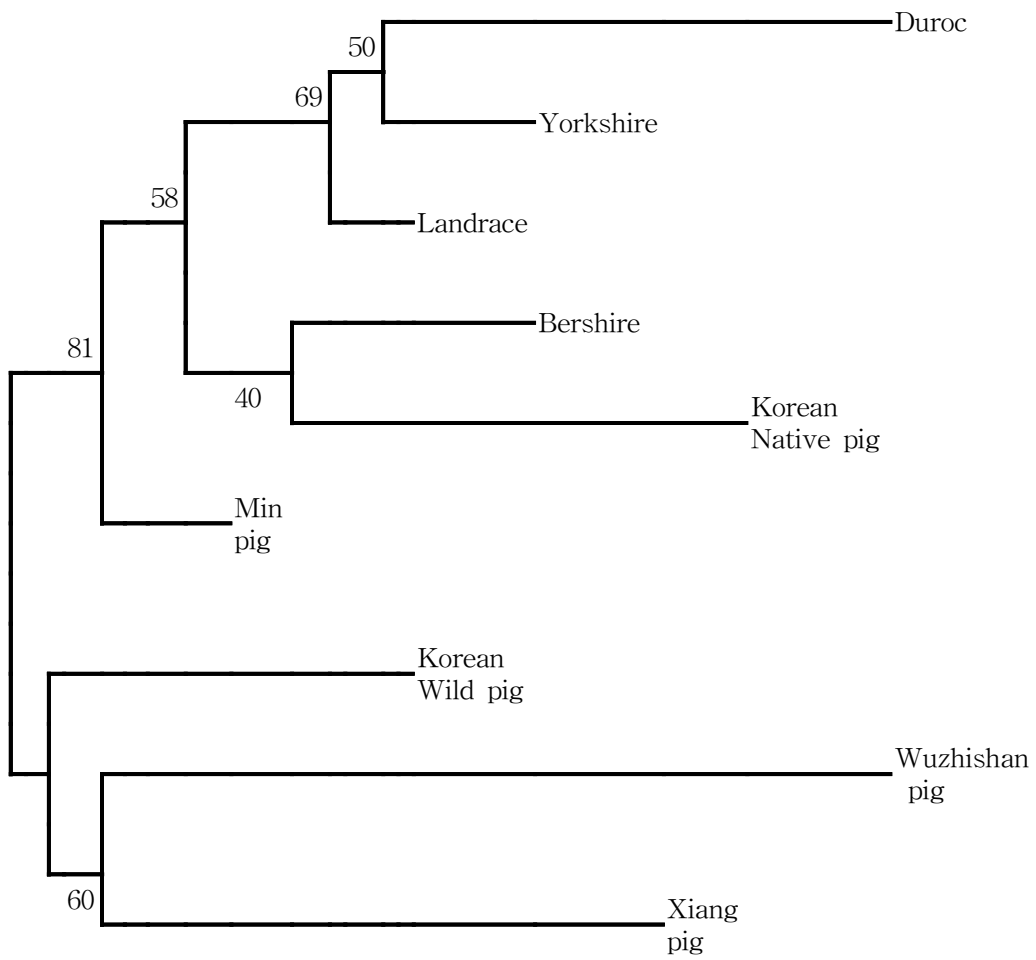 Duroc
50
Yorkshire
69
Landrace
58
Bershire
81
40
Korean
Native pig
Min
pig
Korean
Wild pig
Wuzhishan
pig
60
Xiang
pig